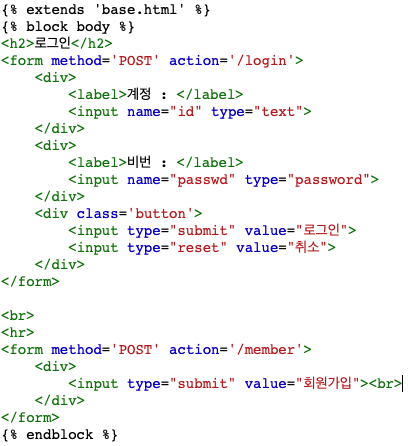 {% extends 'base.html' %}
{% block body %}
<h2>로그인</h2>
<form method='POST' action='/login'>
    <div>
        <label>계정 : </label>
        <input name="id" type="text">
    </div>
    <div>
        <label>비번 : </label>
        <input name="passwd" type="password">
    </div>
    <div class='button'>
        <input type="submit" value="로그인">
        <input type="reset" value="취소">
    </div>
</form>

<br>
<hr>
<form method='POST' action='/member'>
    <div>
        <input type="submit" value="회원가입"><br>
    </div>
</form>
{% endblock %}